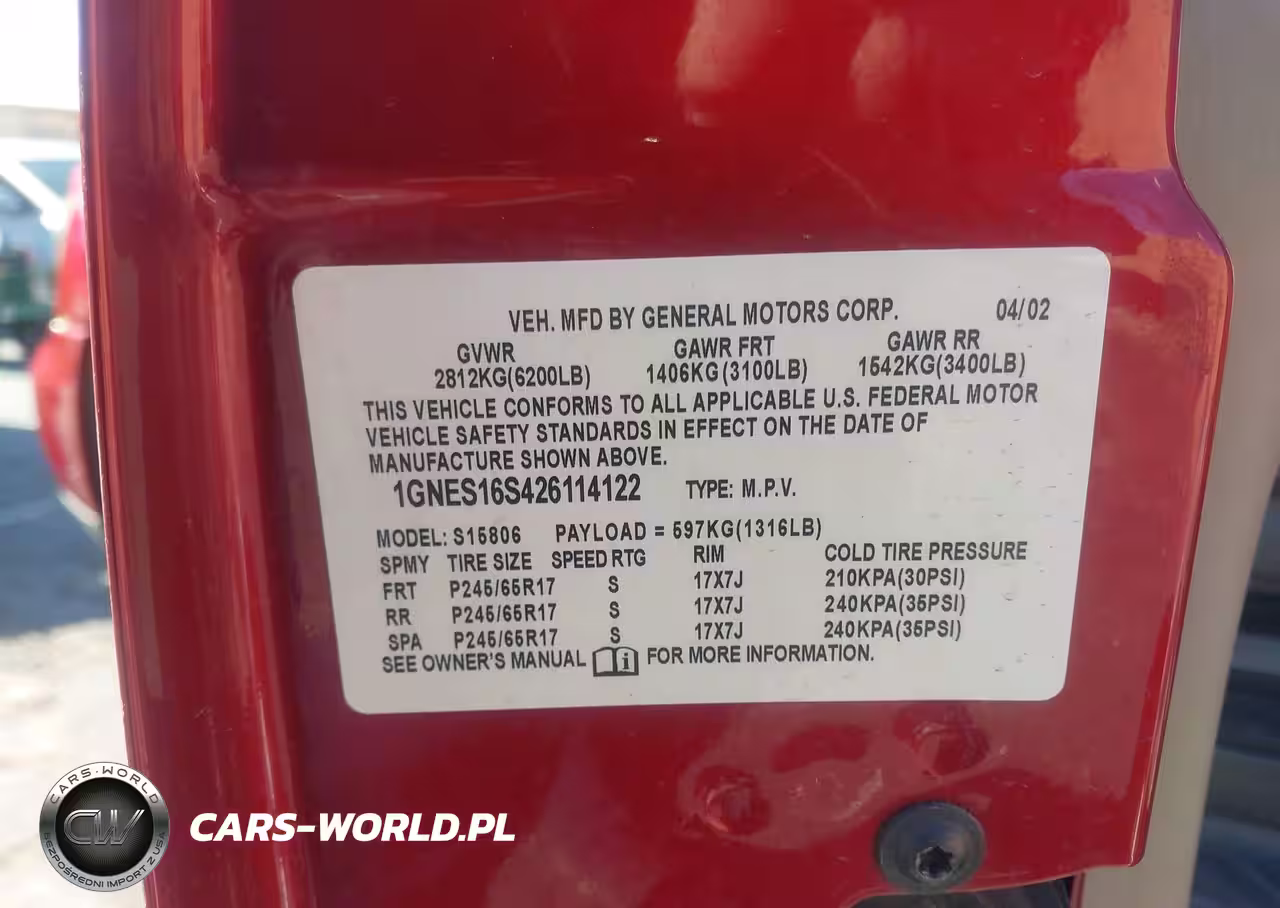 VEH. MFD BY GENERAL MOTORS CORP. 04/02
GVWR GAWR FRT GAWR RR
2812KG(6200LB) 1406KG(3100LB) 1542KG(3400LB)
THIS VEHICLE CONFORMS TO ALL APPLICABLE U.S. FEDERAL MOTOR
VEHICLE SAFETY STANDARDS IN EFFECT ON THE DATE OF
MANUFACTURE SHOWN ABOVE.
1GNES16S426114122 TYPE: M.P.V.
MODEL: S15806 PAYLOAD = 597KG(1316LB)
SPMY TIRE SIZE SPEED RTG RIM COLD TIRE PRESSURE
FRT P245/65R17 S 17X7J 210KPA(30PSI)
RR P245/65R17 S 17X7J 240KPA(35PSI)
SPA P245/65R17 S 17X7J 240KPA(35PSI)
SEE OWNER'S MANUAL i FOR MORE INFORMATION.
CARS-WORLD
CW
BEZPOŚREDNI IMPORT Z USA
CARS-WORLD.PL